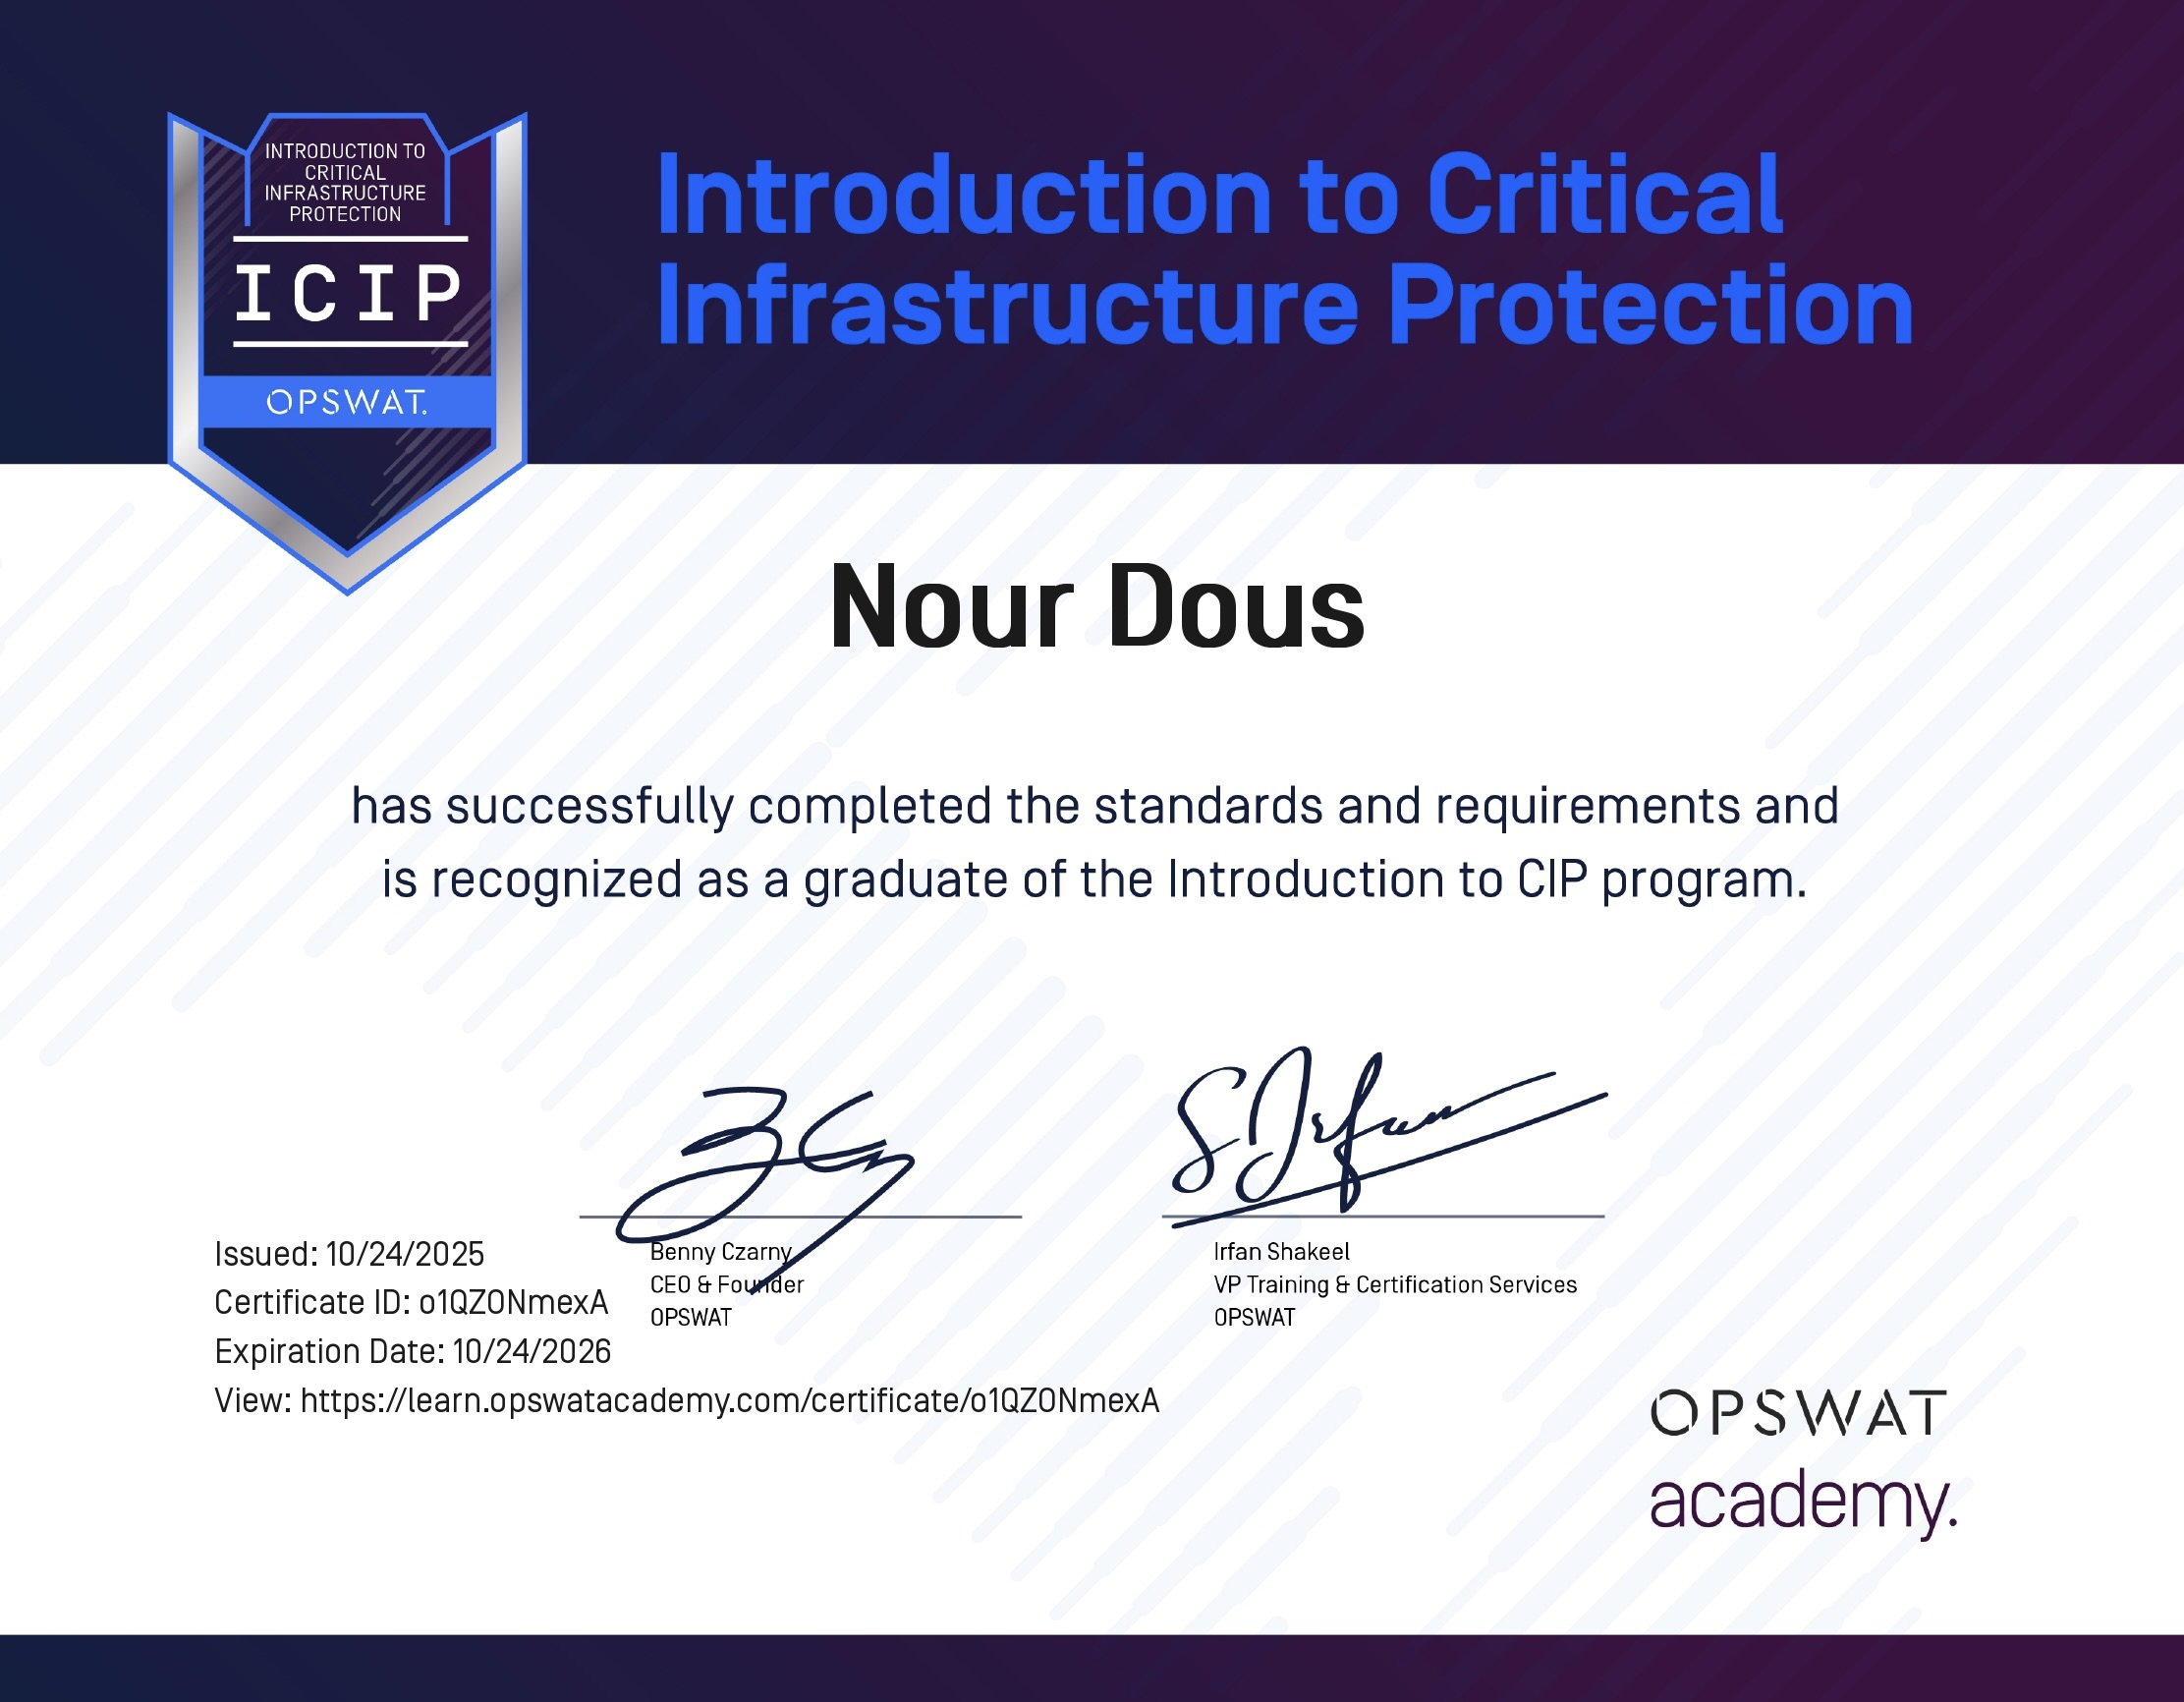 INTRODUCTION TO
CRITICAL
INFRASTRUCTURE
PROTECTION
ICIP
OPSWAT.
Introduction to Critical
Infrastructure Protection
Nour Dous
has successfully completed the standards and requirements and
is recognized as a graduate of the Introduction to CIP program.
Issued: 10/24/2025
Certificate ID: o1QZ0NmexA
Expiration Date: 10/24/2026
View: https://learn.opswatacademy.com/certificate/o1QZ0NmexA
Benny Czarny
CEO & Founder
OPSWAT
S Irfan
Irfan Shakeel
VP Training & Certification Services
OPSWAT
OPSWAT
academy.